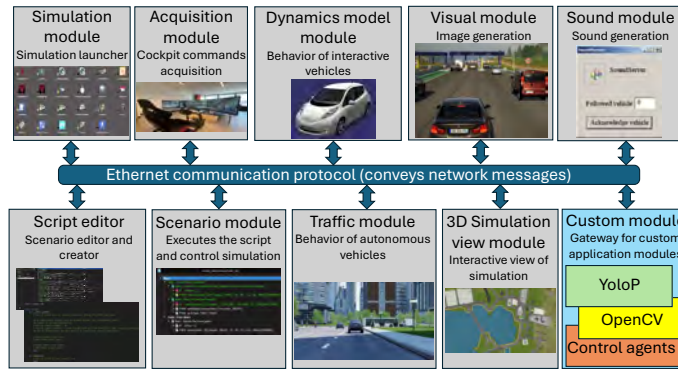 Simulation
module
Simulation launcher
Acquisition
module
Cockpit commands
acquisition
Dynamics model
module
Behavior of interactive
vehicles
Visual module
Image generation
Sound module
Sound generation
SoundServer
Followed vehicle 0
Acknowledge vehicle
Ethernet communication protocol (conveys network messages)
Script editor
Scenario editor and
creator
Scenario module
Executes the script
and control simulation
Traffic module
Behavior of autonomous
vehicles
3D Simulation
view module
Interactive view of
simulation
Custom module
Gateway for custom
application modules
YoloP
OpenCV
Control agents